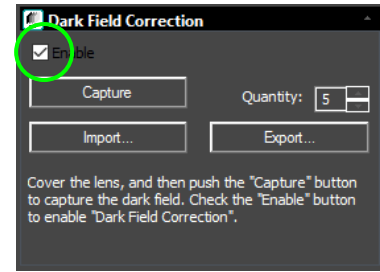 Dark Field Correction
Enable
Capture
Quantity: 5
Import...
Export...
Cover the lens, and then push the "Capture" button
to capture the dark field. Check the "Enable" button
to enable "Dark Field Correction".